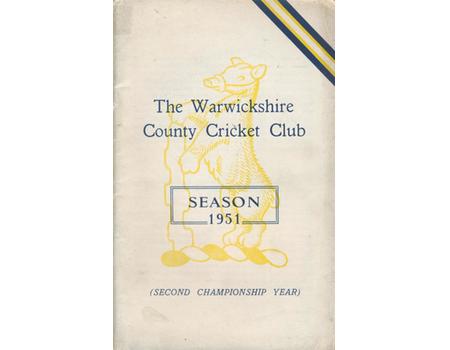 The Warwickshire
County Cricket Club
SEASON
1951
(SECOND CHAMPIONSHIP YEAR)